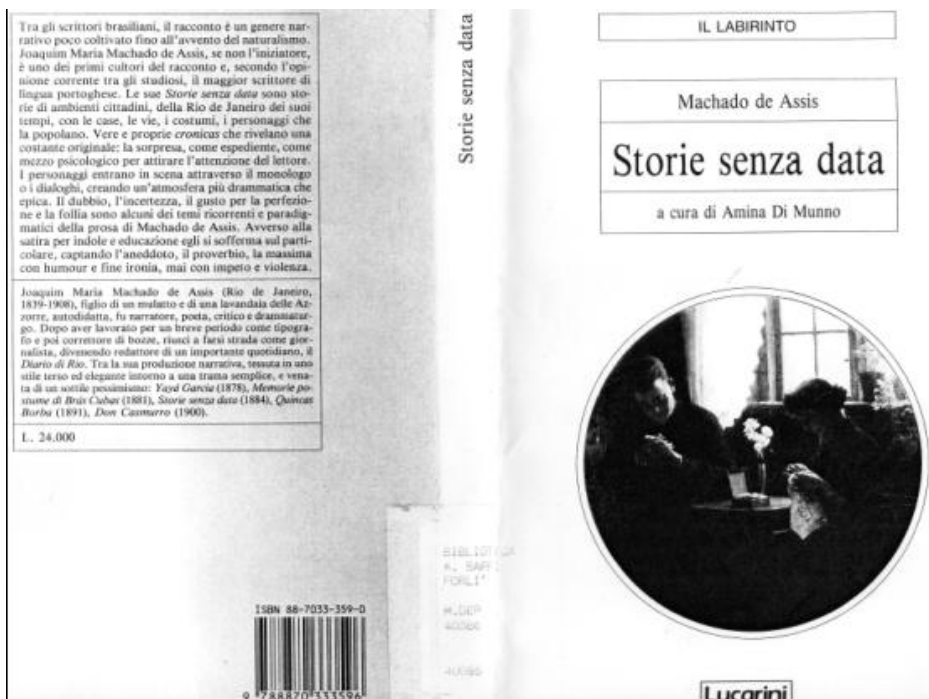 Tra gli scrittori brasiliani, il racconto è un genere nar-
rativo poco coltivato fino all'avvento del naturalismo.
Joaquim Maria Machado de Assis, se non l'iniziatore,
è uno dei primi cultori del racconto e, secondo l'opi-
nione corrente tra gli studiosi, il maggior scrittore di
lingua portoghese. Le sue Storie senza data sono sto-
rie di ambienti cittadini, della Rio de Janeiro dei suoi
tempi, con le case, le vie, i costumi, i personaggi che
la popolano. Vere e proprie cronicas che rivelano una
costante originale: la sorpresa, come espediente, come
mezzo psicologico per attirare l'attenzione del lettore.
I personaggi entrano in scena attraverso il monologo
o i dialoghi, creando un'atmosfera più drammatica che
epica. Il dubbio, l'incertezza, il gusto per la perfezio-
ne e la follia sono alcuni dei temi ricorrenti e paradig-
matici della prosa di Machado de Assis. Avverso alla
satira per indole e educazione egli si sofferma sul parti-
colare, captando l'aneddoto, il proverbio, la massima
con humour e fine ironia, mai con impeto e violenza.
Joaquim Maria Machado de Assis (Rio de Janeiro,
1839-1908), figlio di un mulatto e di una lavandaia delle Az-
zorre, autodidatta, fu narratore, poeta, critico e drammatur-
go. Dopo aver lavorato per un breve periodo come tipogra-
fo e poi correttore di bozze, riuscì a farsi strada come gior-
nalista, divenendo redattore di un importante quotidiano, il
Diario di Rio. Tra la sua produzione narrativa, tessuta in uno
stile terso ed elegante intorno a una trama semplice, e vena-
ta di un sottile pessimismo: Yayá Garcia (1878), Memorie po-
stume di Brás Cubas (1881), Storie senza data (1884), Quincas
Borba (1891), Don Casmurro (1900).
L. 24.000
ISBN 88-7033-359-0
9 788870 333596
Storie senza data
BIBLIOTECA
A. SAFFI
FORLI'
M.DEP
40086
40086
IL LABIRINTO
Machado de Assis
Storie senza data
a cura di Amina Di Munno
Lucarini